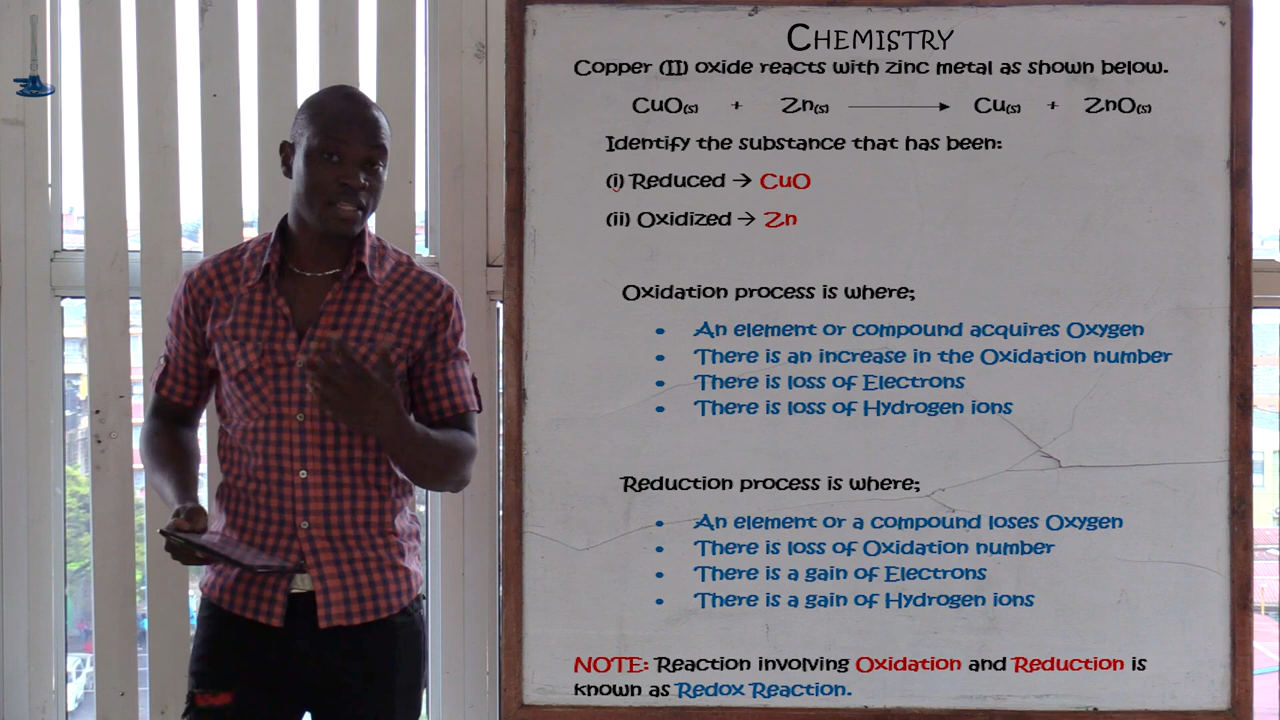 CHEMISTRY
Copper (II) oxide reacts with zinc metal as shown below.
CuO(s) + Zn(s) ⟶ Cu(s) + ZnO(s)
Identify the substance that has been:
(i) Reduced → CuO
(ii) Oxidized → Zn
Oxidation process is where;
• An element or compound acquires Oxygen
• There is an increase in the Oxidation number
• There is loss of Electrons
• There is loss of Hydrogen ions
Reduction process is where;
• An element or a compound loses Oxygen
• There is loss of Oxidation number
• There is a gain of Electrons
• There is a gain of Hydrogen ions
NOTE: Reaction involving Oxidation and Reduction is
known as Redox Reaction.